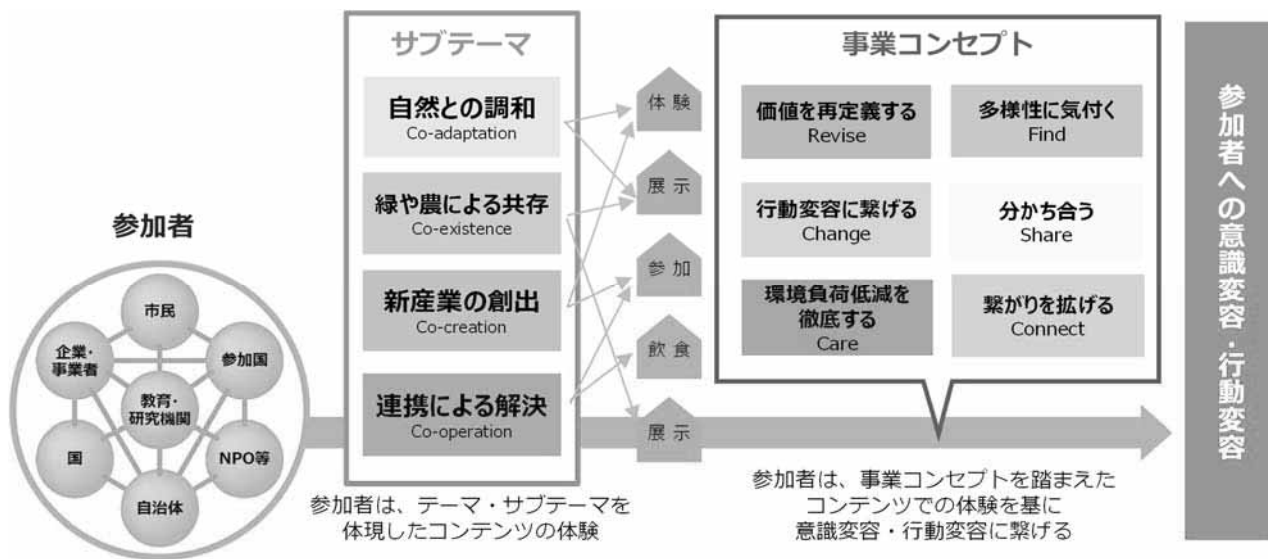 参加者
市民
企業・
事業者
参加国
教育・
研究機関
国
NPO等
自治体
サブテーマ
自然との調和
Co-adaptation
緑や農による共存
Co-existence
新産業の創出
Co-creation
連携による解決
Co-operation
参加者は、テーマ・サブテーマを
体現したコンテンツの体験
体験
展示
参加
飲食
展示
事業コンセプト
価値を再定義する
Revise
多様性に気付く
Find
行動変容に繋げる
Change
分かち合う
Share
環境負荷低減を
徹底する
Care
繋がりを拡げる
Connect
参加者は、事業コンセプトを踏まえた
コンテンツでの体験を基に
意識変容・行動変容に繋げる
参加者への意識変容・行動変容